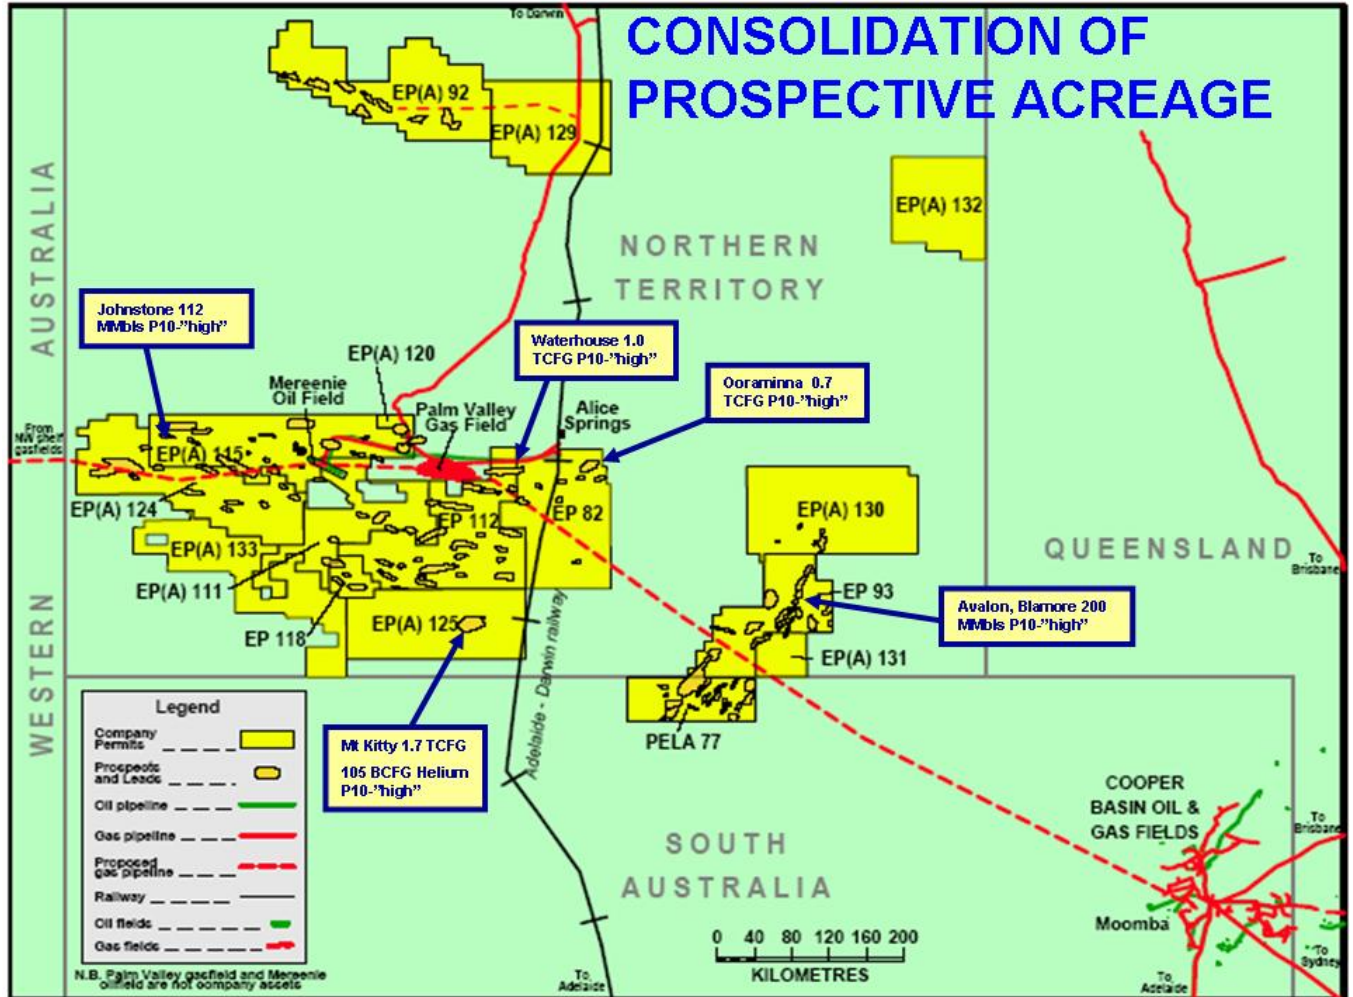 To Darwin
CONSOLIDATION OF
PROSPECTIVE ACREAGE
EP(A) 92
EP(A) 129
EP(A) 132
NORTHERN
TERRITORY
AUSTRALIA
WESTERN
Johnstone 112
MMbls P10-"high"
EP(A) 120
Waterhouse 1.0
TCFG P10-"high"
Ooraminna 0.7
TCFG P10-"high"
Mereenie
Oil Field
Palm Valley
Gas Field
Alice
Springs
From
NW shelf
gasfields
EP(A) 115
EP(A) 124
EP 112
EP 82
EP(A) 130
EP(A) 133
QUEENSLAND
To
Brisbane
EP(A) 111
EP 93
Avalon, Blamore 200
MMbls P10-"high"
EP 118
EP(A) 125
EP(A) 131
Adelaide - Darwin railway
PELA 77
Mt Kitty 1.7 TCFG
105 BCFG Helium
P10-"high"
Legend
Company
Permits
Prospects
and Leads
Oil pipeline
Gas pipeline
Proposed
gas pipeline
Railway
Oil fields
Gas fields
N.B. Palm Valley gasfield and Mereenie
oilfield are not company assets
SOUTH
AUSTRALIA
COOPER
BASIN OIL &
GAS FIELDS
To
Brisbane
Moomba
0 40 80 120 160 200
KILOMETRES
To
Adelaide
To
Adelaide
To
Sydney